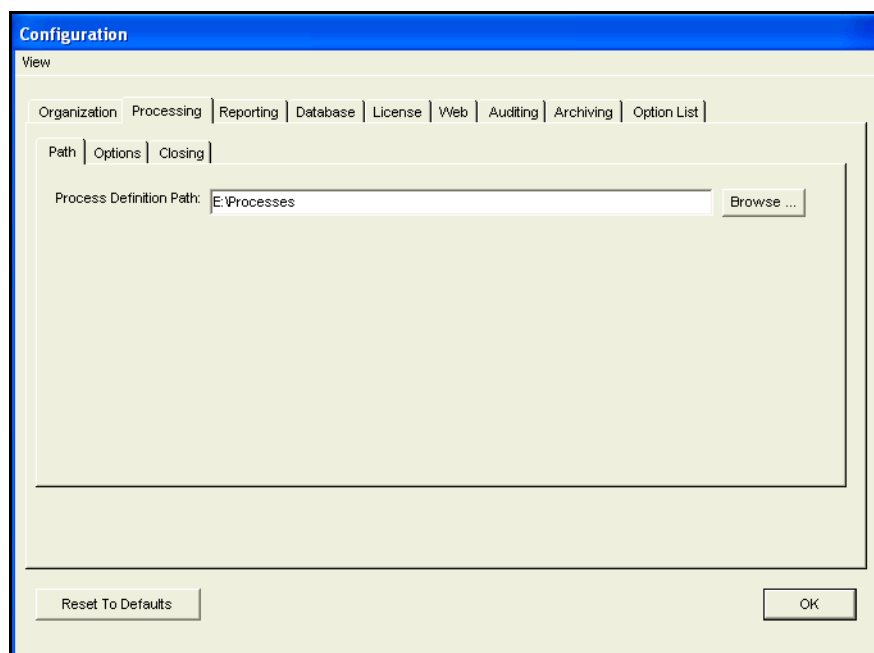 Configuration
View
Organization Processing Reporting Database License Web Auditing Archiving Option List
Path Options Closing
Process Definition Path: E:\Processes Browse ...
Reset To Defaults OK